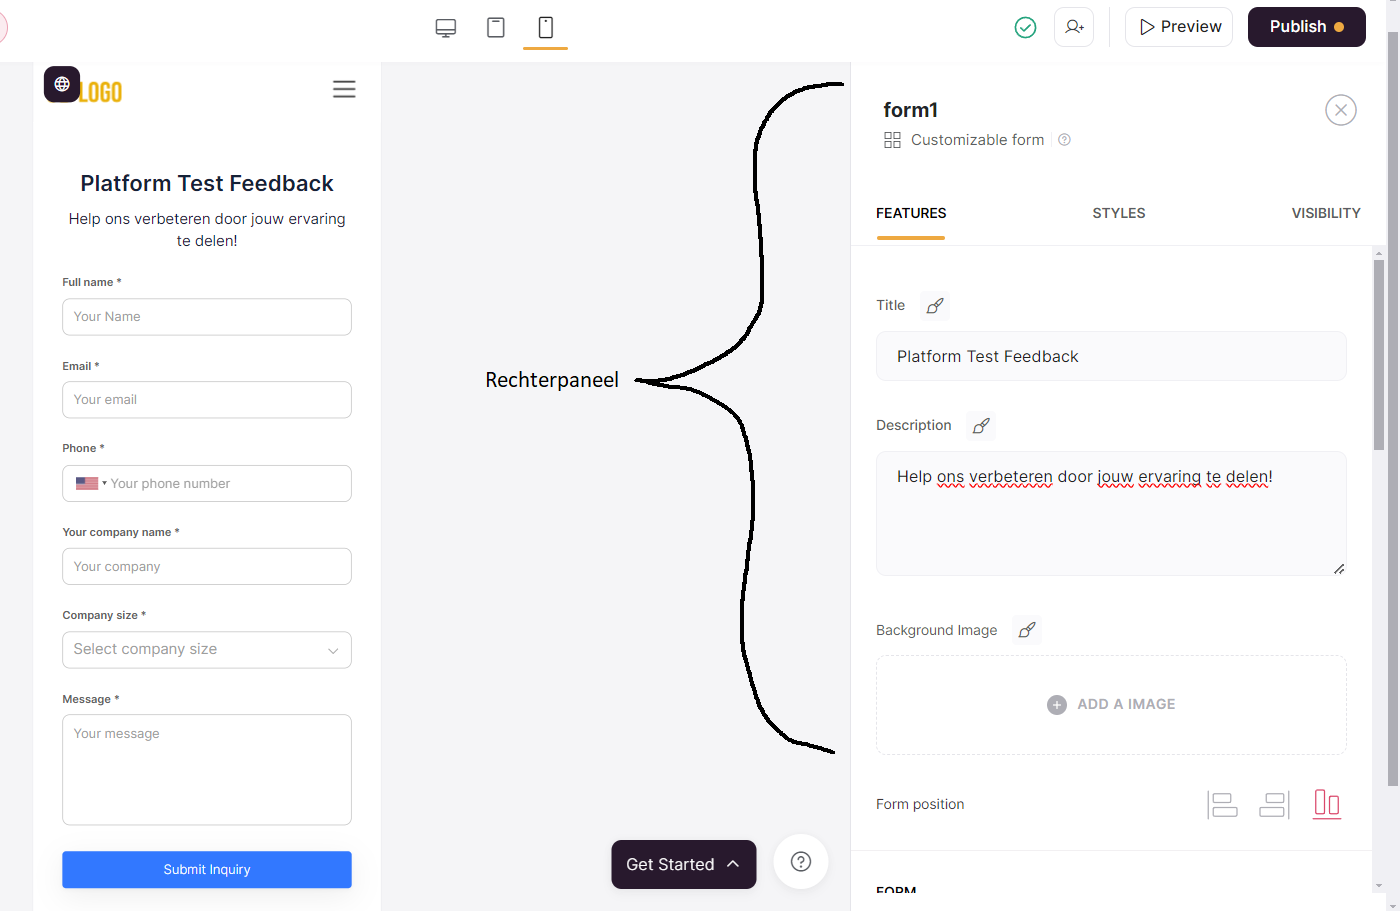 Preview
Publish
LOGO
Platform Test Feedback
Help ons verbeteren door jouw ervaring
te delen!
Full name *
Your Name
Email *
Your email
Phone *
Your phone number
Your company name *
Your company
Company size *
Select company size
Message *
Your message
Submit Inquiry
Rechterpaneel
Get Started
form1
Customizable form
FEATURES
STYLES
VISIBILITY
Title
Platform Test Feedback
Description
Help ons verbeteren door jouw ervaring te delen!
Background Image
ADD A IMAGE
Form position
FORM